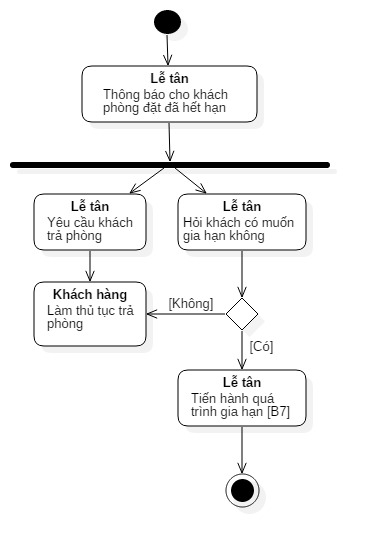 Lễ tân
Thông báo cho khách
phòng đặt đã hết hạn
Lễ tân
Yêu cầu khách
trả phòng
Lễ tân
Hỏi khách có muốn
gia hạn không
Khách hàng
Làm thủ tục trả
phòng
[Không]
[Có]
Lễ tân
Tiến hành quá
trình gia hạn [B7]